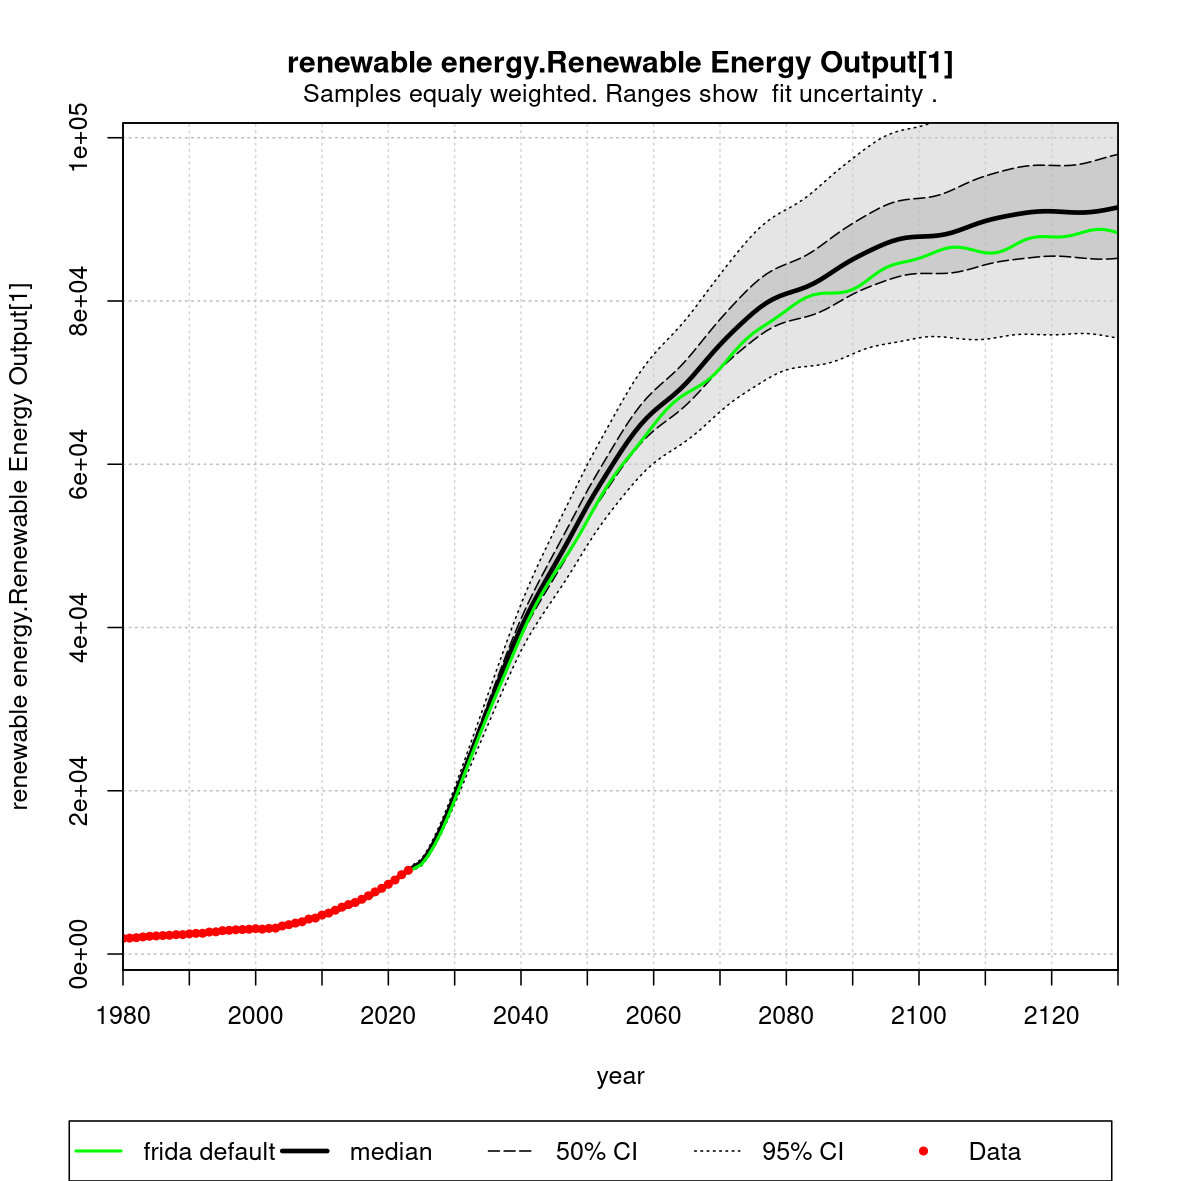 renewable energy.Renewable Energy Output[1]
Samples equaly weighted. Ranges show  fit uncertainty .
renewable energy.Renewable Energy Output[1]
1e+05
8e+04
6e+04
4e+04
2e+04
0e+00
1980 2000 2020 2040 2060 2080 2100 2120
year
frida default median 50% CI 95% CI Data